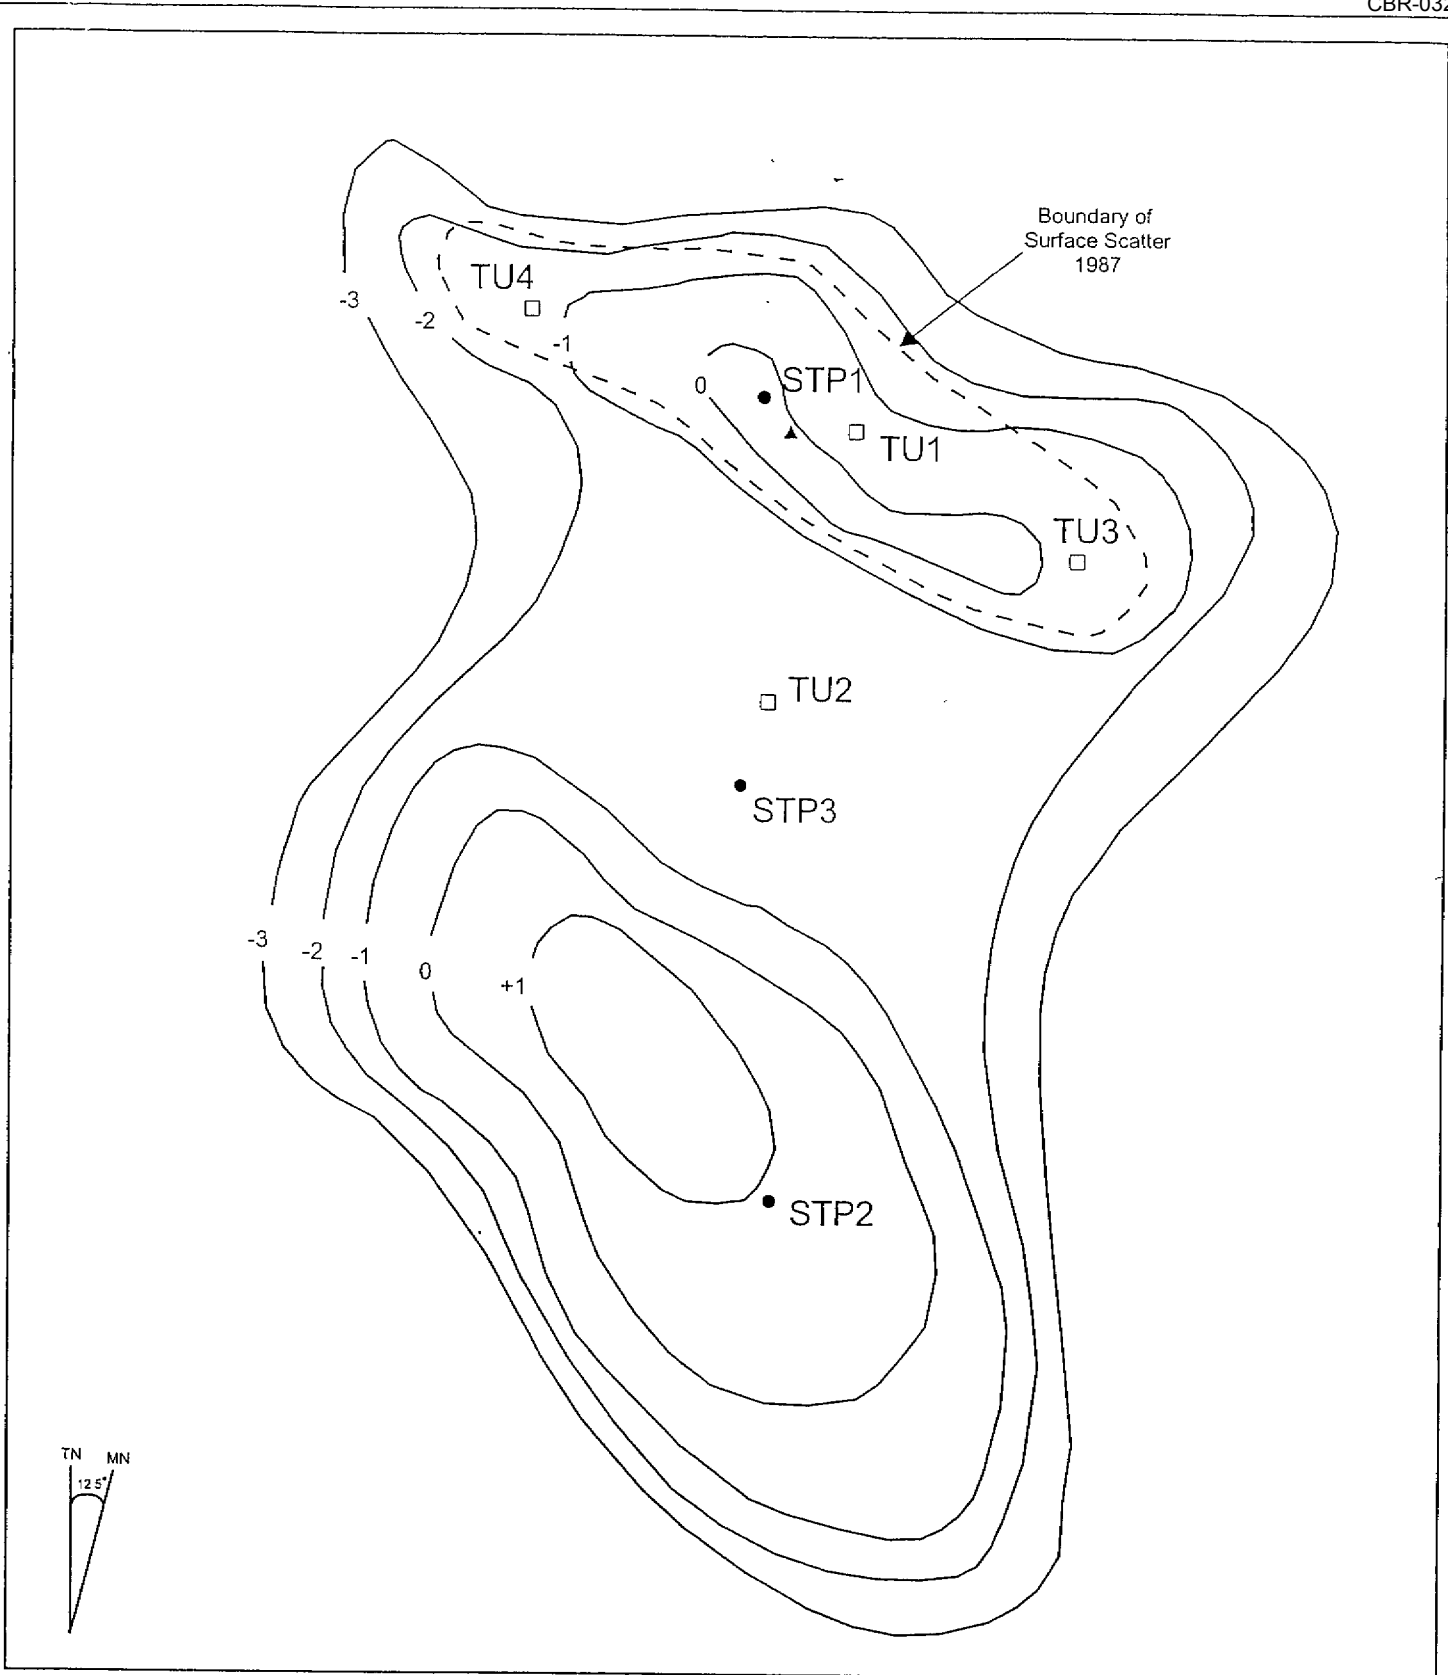 CBR-032
Boundary of
Surface Scatter
1987
TU4
-3
-2
-1
0
STP1
TU1
TU3
TU2
STP3
-3
-2
-1
0
+1
STP2
TN MN
12.5°